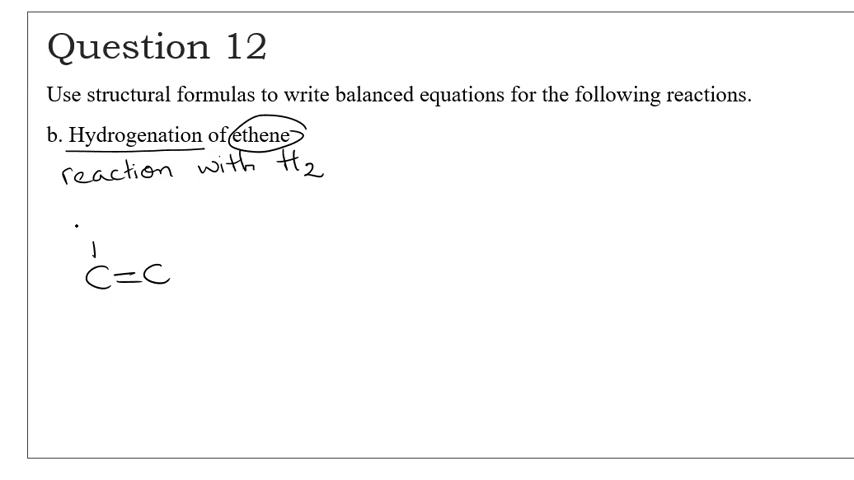 Question 12
Use structural formulas to write balanced equations for the following reactions.
b. Hydrogenation of ethene
reaction with H2
C=C